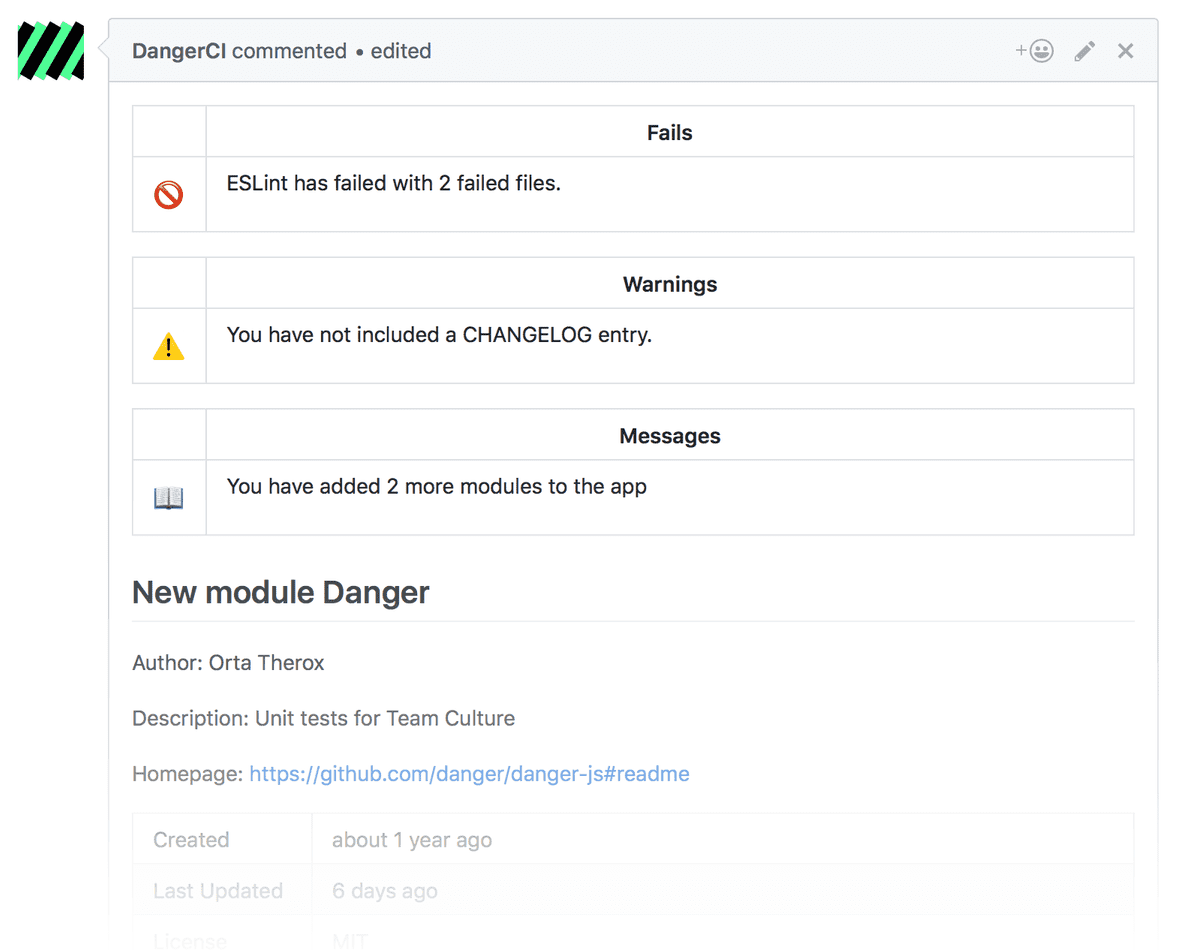 DangerCI commented • edited
Fails
ESLint has failed with 2 failed files.
Warnings
You have not included a CHANGELOG entry.
Messages
You have added 2 more modules to the app
New module Danger
Author: Orta Therox
Description: Unit tests for Team Culture
Homepage: https://github.com/danger/danger-js#readme
Created about 1 year ago
Last Updated 6 days ago
License MIT